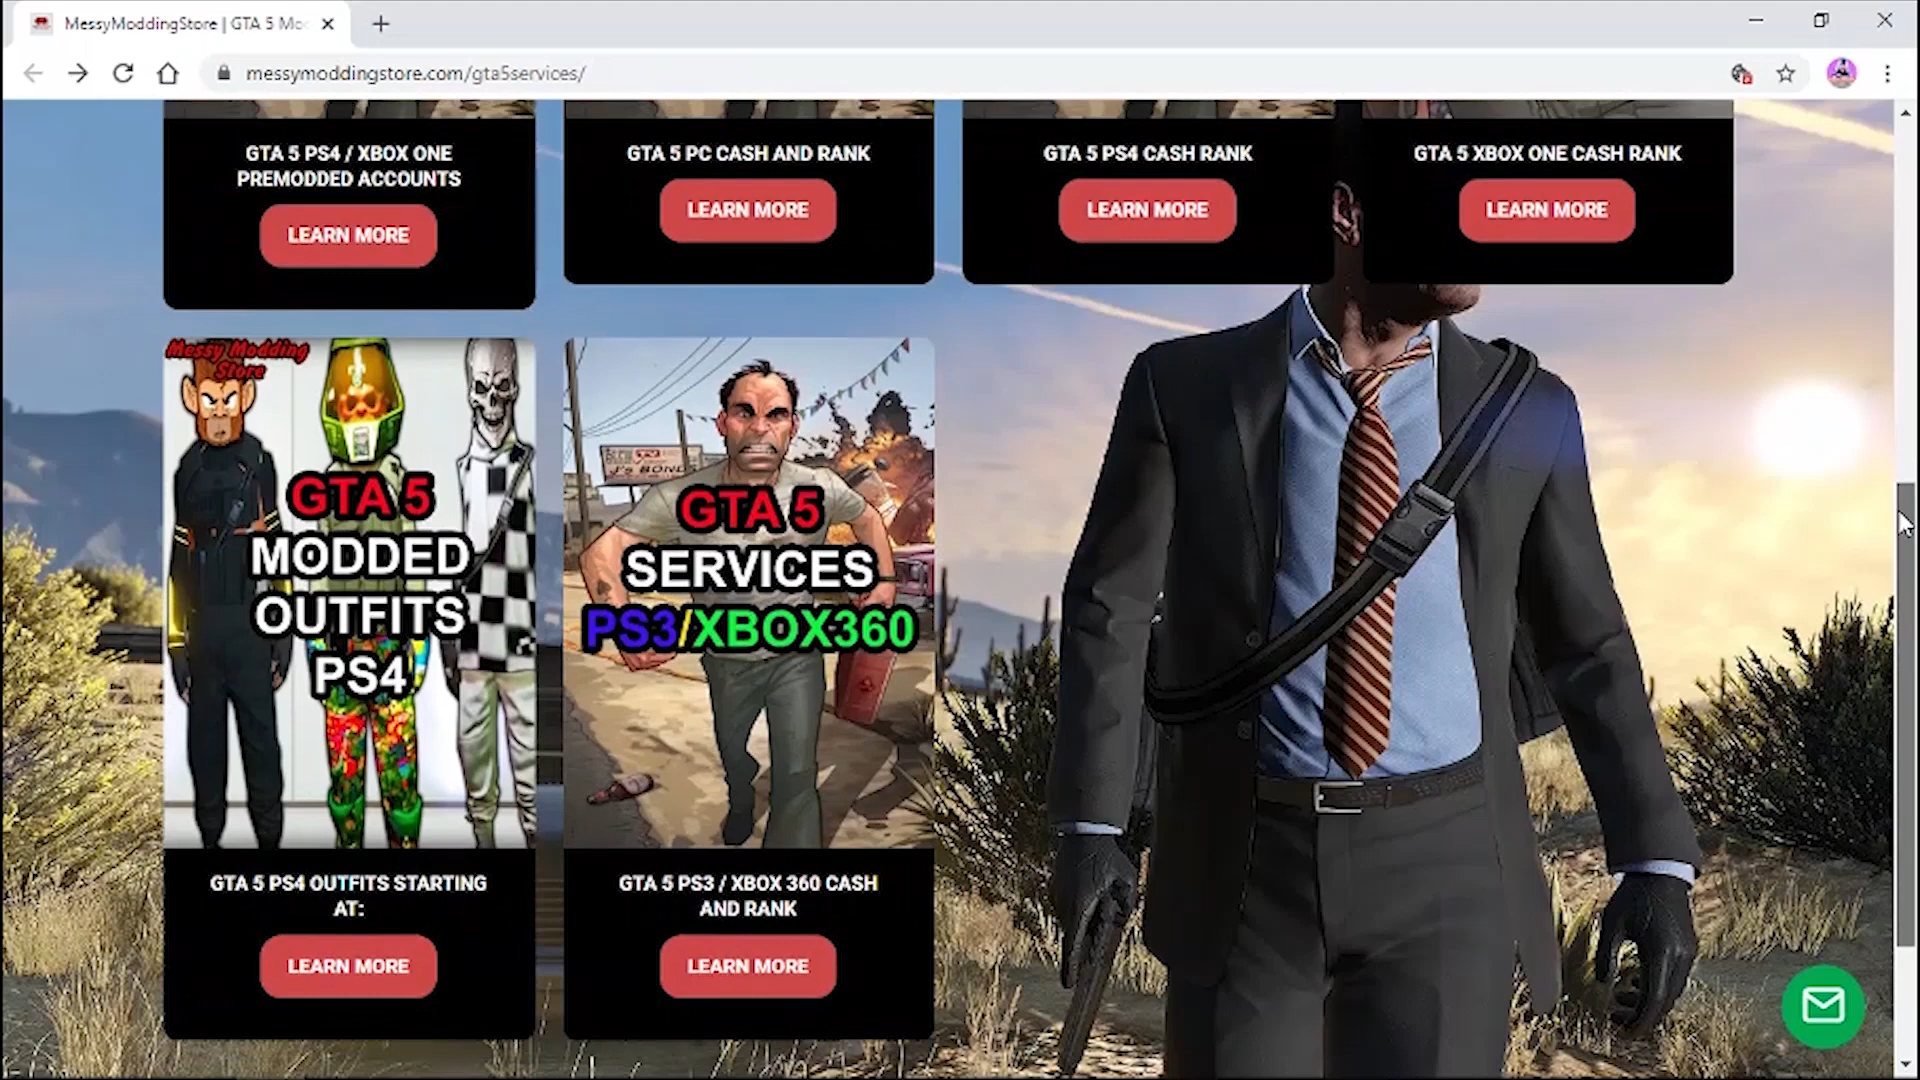 MessyModdingStore | GTA 5 Mo
messymoddingstore.com/gta5services/
GTA 5 PS4 / XBOX ONE
PREMODDED ACCOUNTS
LEARN MORE
GTA 5 PC CASH AND RANK
LEARN MORE
GTA 5 PS4 CASH RANK
LEARN MORE
GTA 5 XBOX ONE CASH RANK
LEARN MORE
Messy Modding
Store
GTA 5
MODDED
OUTFITS
PS4
GTA 5 PS4 OUTFITS STARTING
AT:
LEARN MORE
J's BONDS
GTA 5
SERVICES
PS3/XBOX360
GTA 5 PS3 / XBOX 360 CASH
AND RANK
LEARN MORE